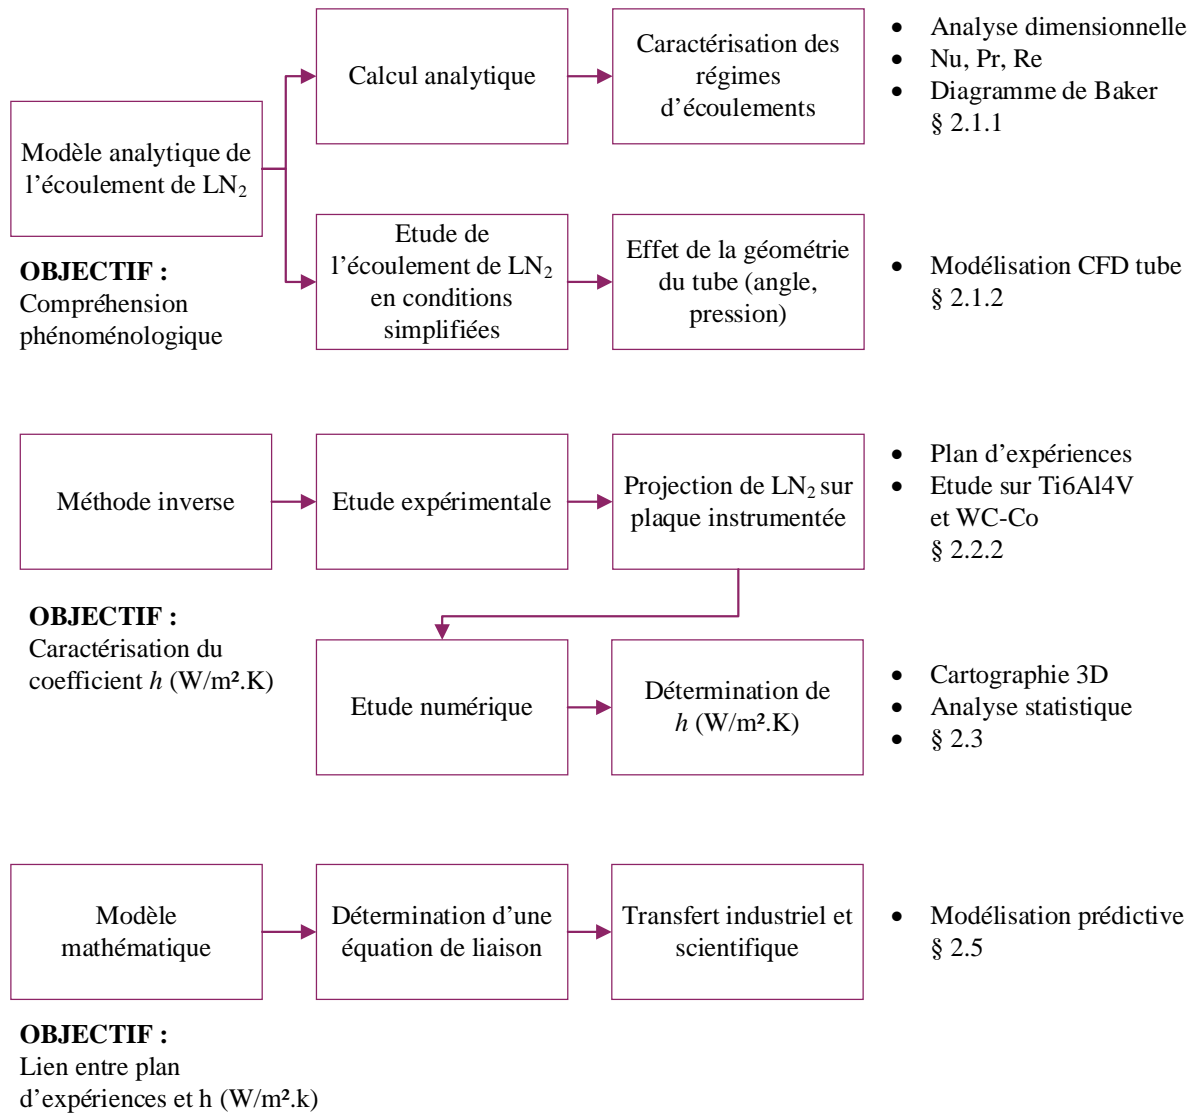 Calcul analytique
Caractérisation des
régimes
d’écoulements
• Analyse dimensionnelle
• Nu, Pr, Re
• Diagramme de Baker
§ 2.1.1
Modèle analytique de
l’écoulement de LN₂
OBJECTIF :
Compréhension
phénoménologique
Etude de
l’écoulement de LN₂
en conditions
simplifiées
Effet de la géométrie
du tube (angle,
pression)
• Modélisation CFD tube
§ 2.1.2
Méthode inverse
Etude expérimentale
Projection de LN₂ sur
plaque instrumentée
• Plan d’expériences
• Etude sur Ti6Al4V
et WC-Co
§ 2.2.2
OBJECTIF :
Caractérisation du
coefficient h (W/m².K)
Etude numérique
Détermination de
h (W/m².K)
• Cartographie 3D
• Analyse statistique
• § 2.3
Modèle
mathématique
Détermination d’une
équation de liaison
Transfert industriel et
scientifique
• Modélisation prédictive
§ 2.5
OBJECTIF :
Lien entre plan
d’expériences et h (W/m².k)